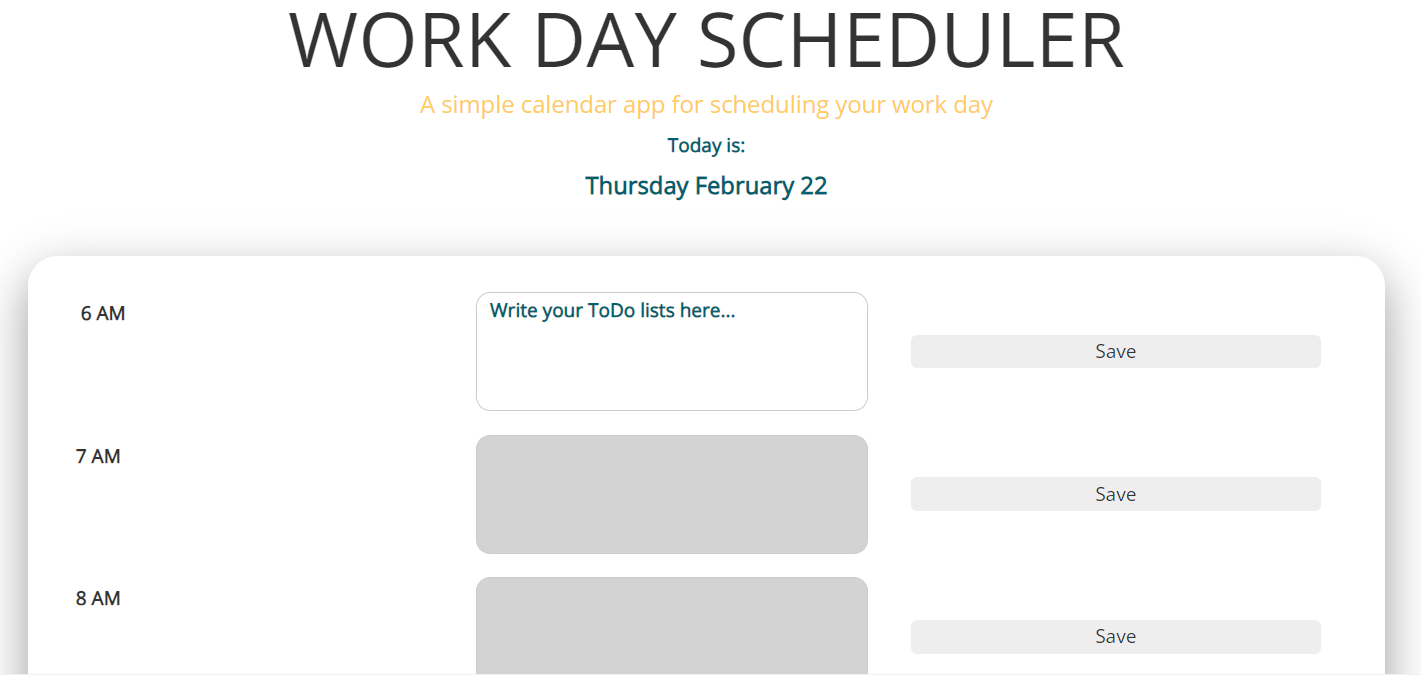 WORK DAY SCHEDULER
A simple calendar app for scheduling your work day
Today is:
Thursday February 22
6 AM
Write your ToDo lists here...
Save
7 AM
Save
8 AM
Save